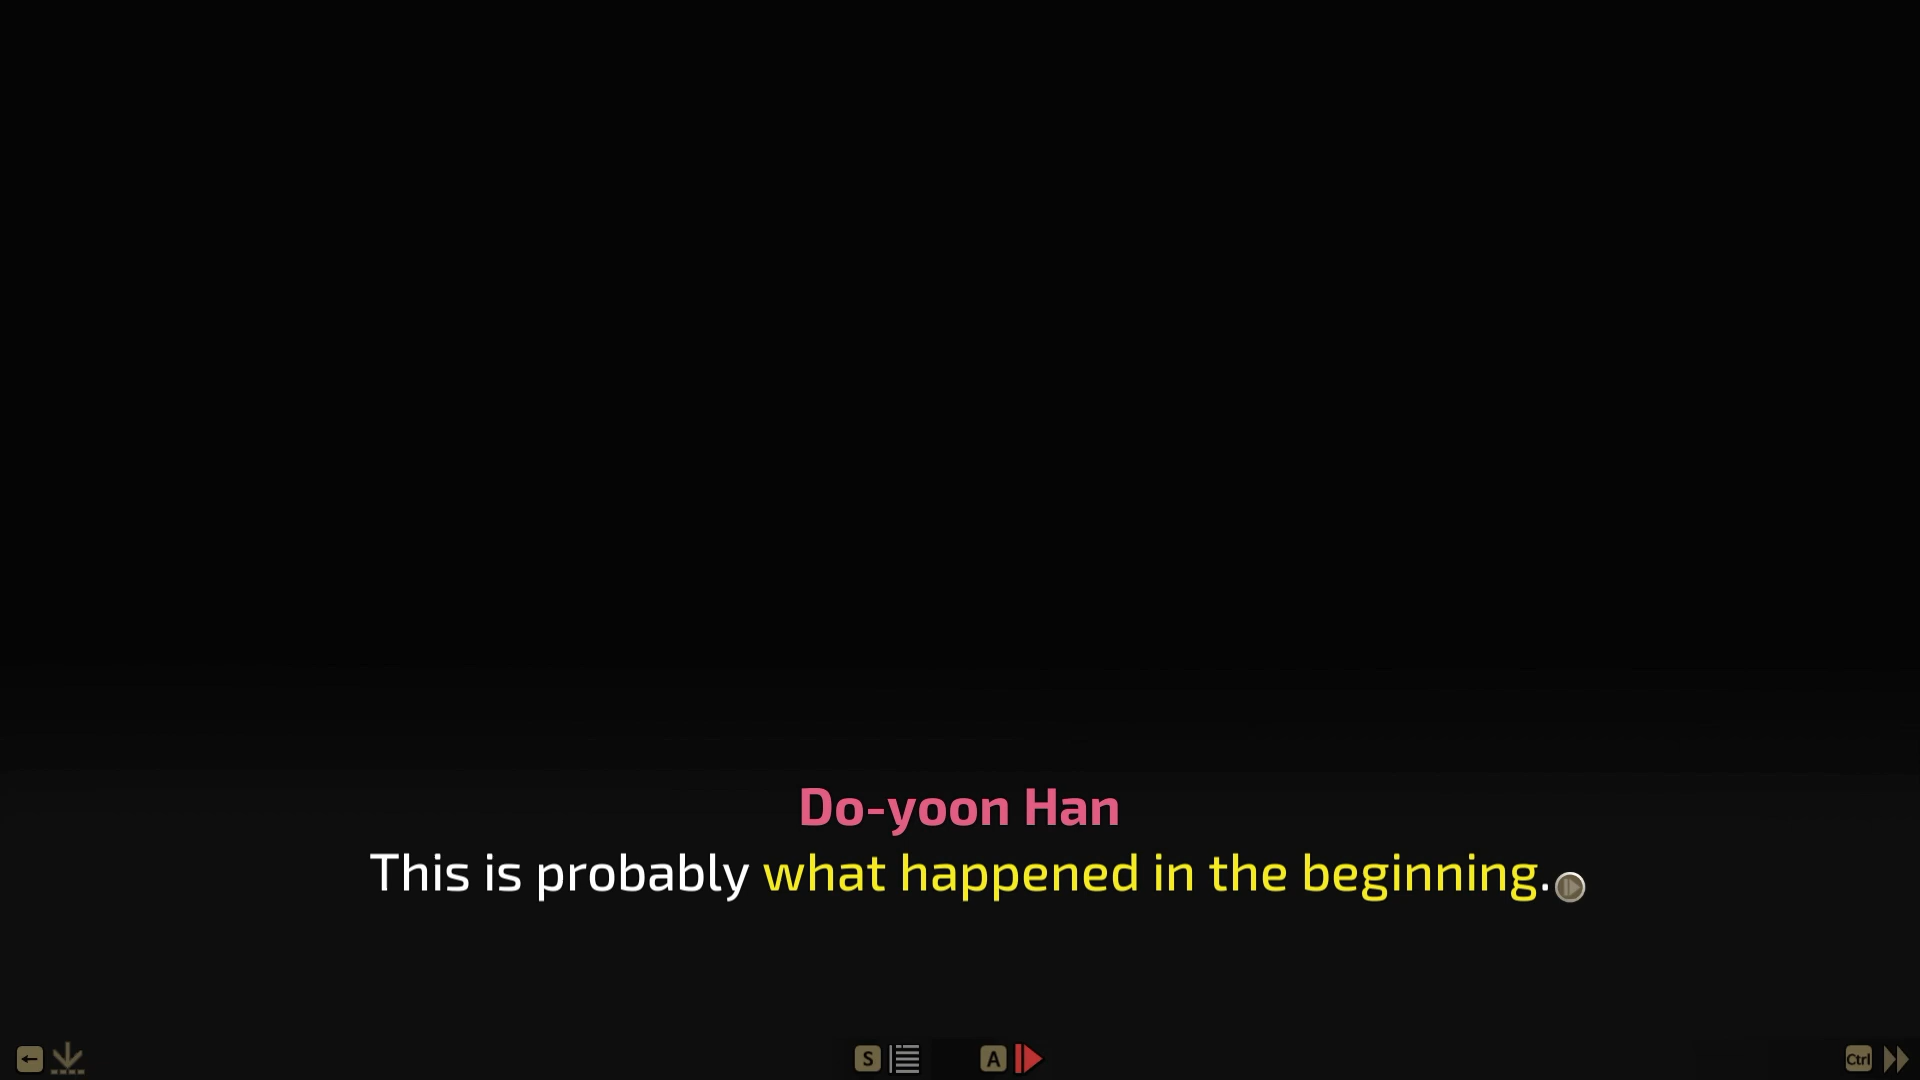 Do-yoon Han
This is probably what happened in the beginning.
S A Ctrl